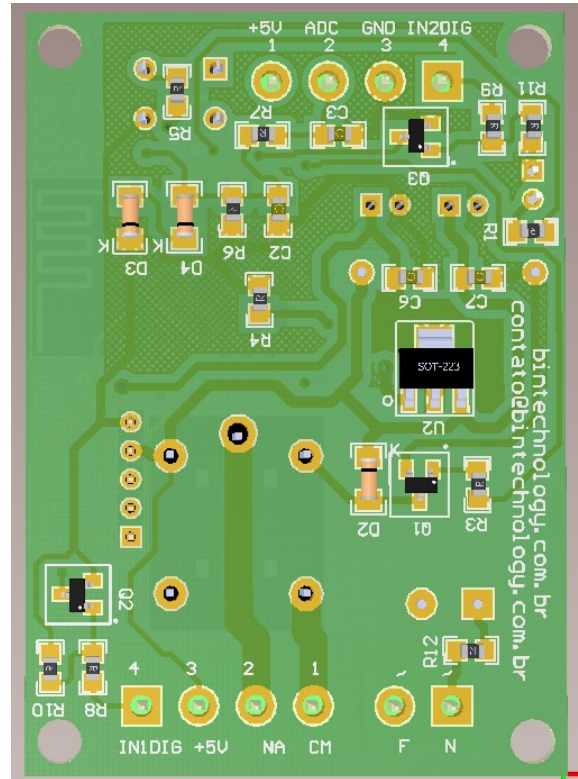 +5V ADC GND IN2DIG
1 2 3 4
R5
R7
C3
R9
R11
Q3
K
D3
K
D4
R6
C2
R1
R4
C6
C7
SOT-223
U2
bintechnology.com.br
contato@bintechnology.com.br
K
D2
Q1
R3
Q2
R12
R10
R8
4 3 2 1 ~ ~
IN1DIG +5V NA CM F N